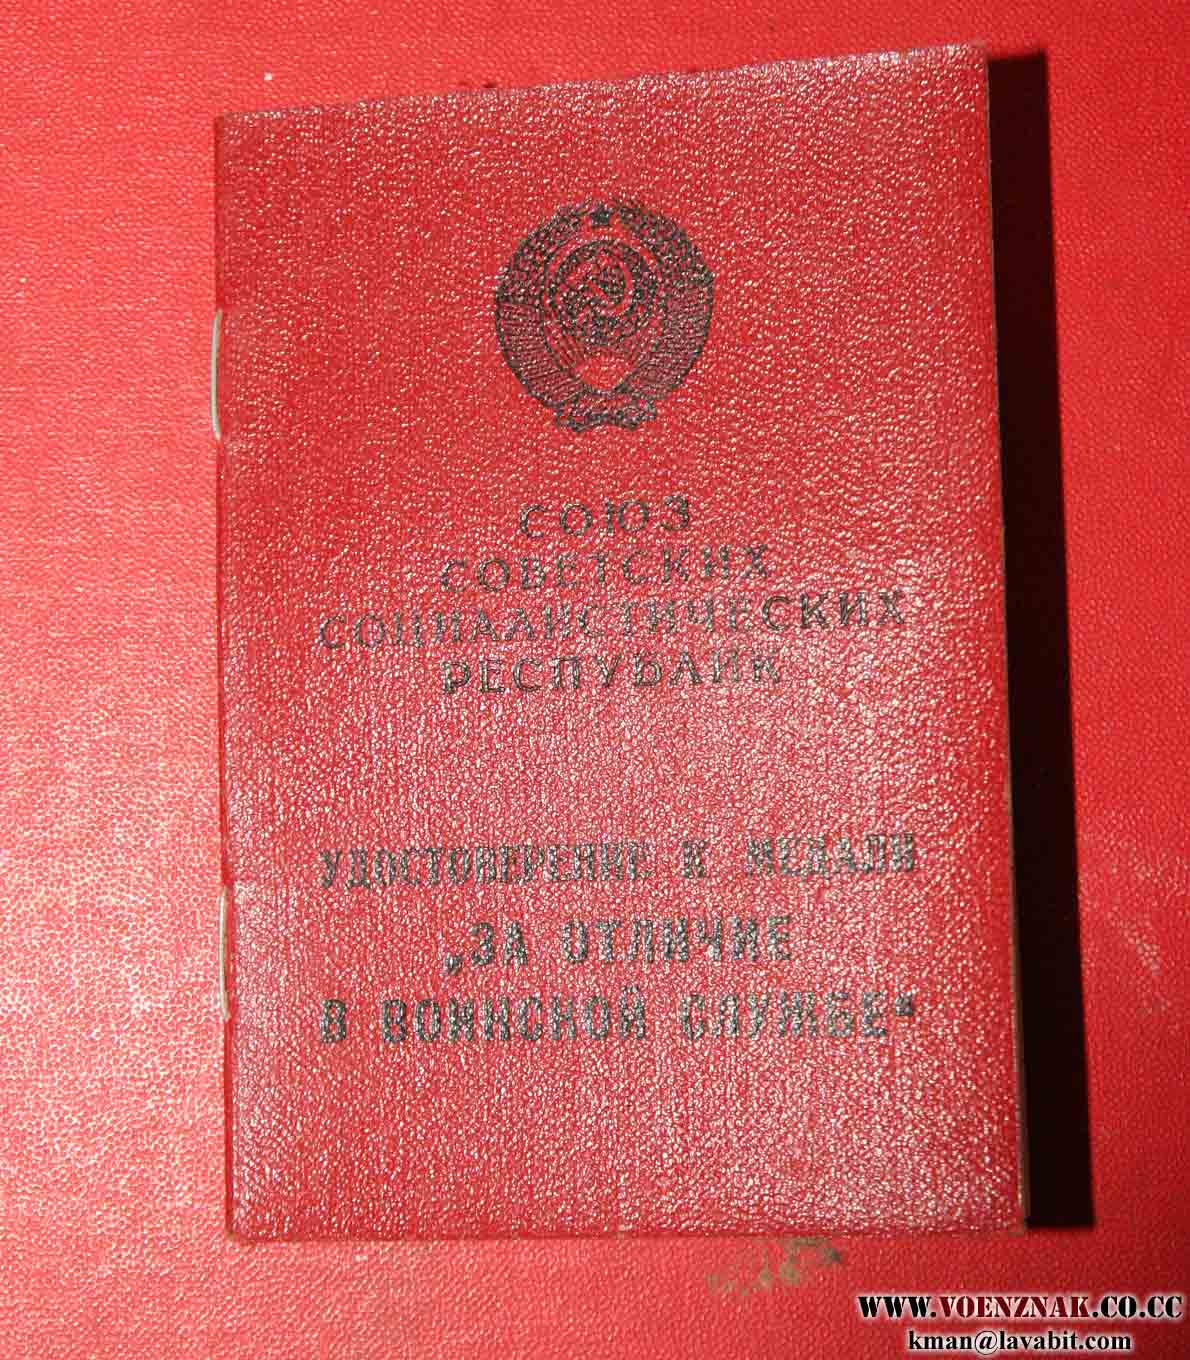 СОЮЗ
СОВЕТСКИХ
СОЦИАЛИСТИЧЕСКИХ
РЕСПУБЛИК
УДОСТОВЕРЕНИЕ К МЕДАЛИ
„ЗА ОТЛИЧИЕ
В ВОИНСКОЙ СЛУЖБЕ“
WWW.VOENZNAK.CO.CC
kman@lavabit.com